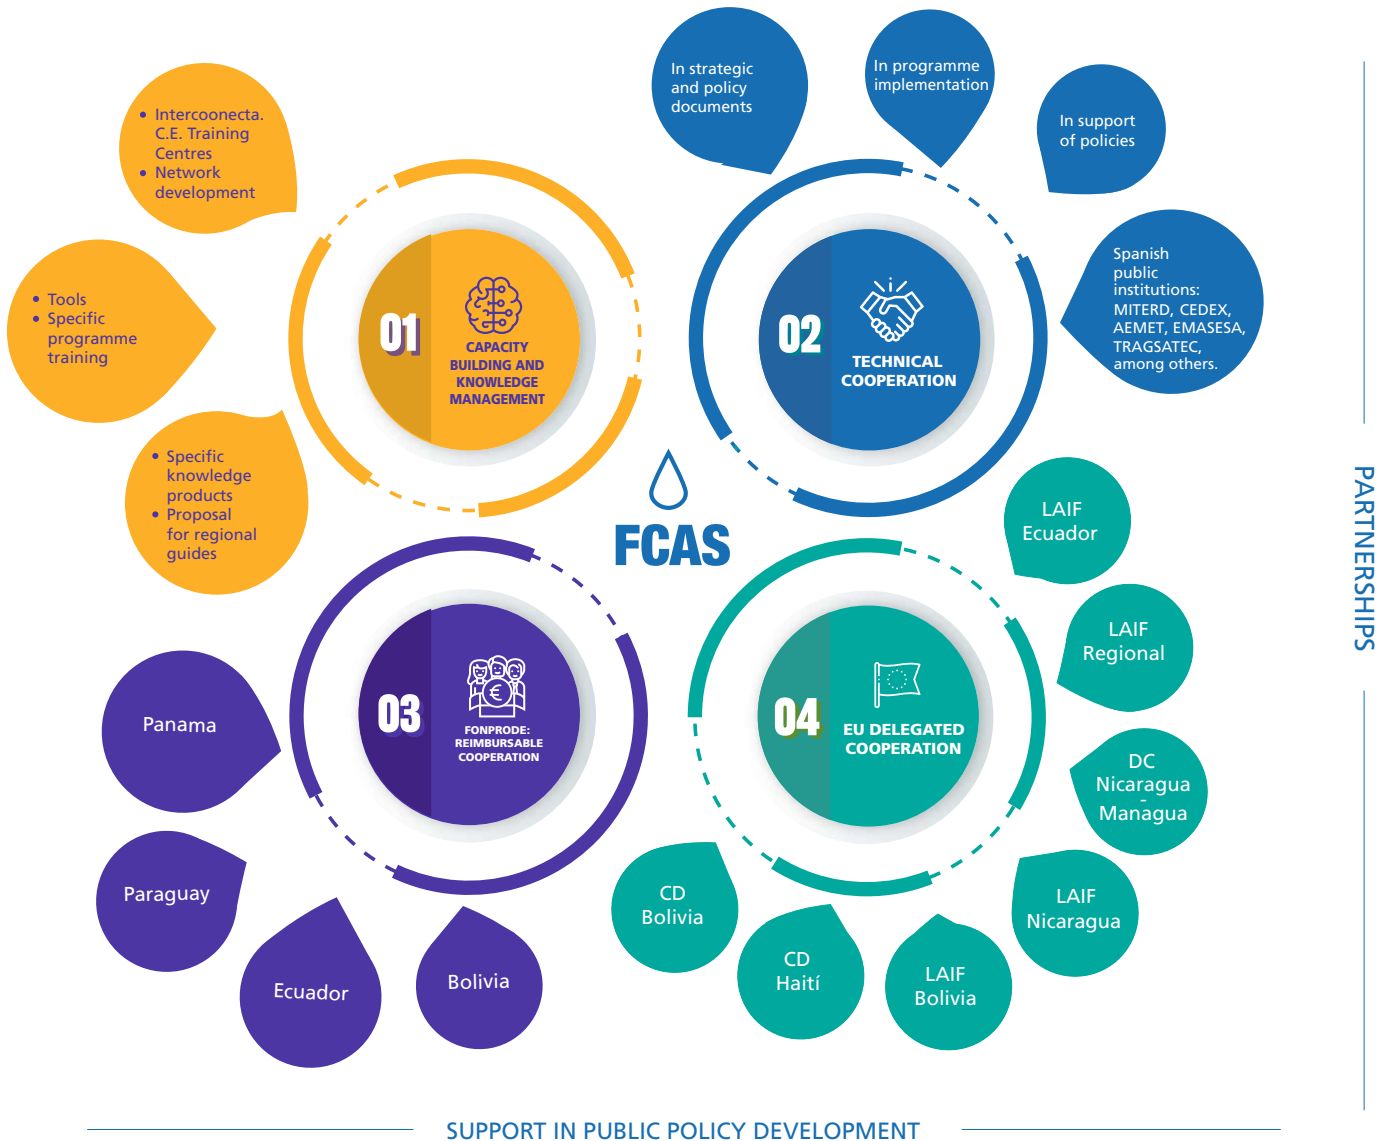 Intercoonecta.
C.E. Training
Centres
Network
development
Tools
Specific
programme
training
Specific
knowledge
products
Proposal
for regional
guides
01
CAPACITY
BUILDING AND
KNOWLEDGE
MANAGEMENT
In strategic
and policy
documents
In programme
implementation
In support
of policies
Spanish
public
institutions:
MITERD, CEDEX,
AEMET, EMASESA,
TRAGSATEC,
among others.
02
TECHNICAL
COOPERATION
FCAS
Panama
Paraguay
Ecuador
Bolivia
03
€
FONPRODE:
REIMBURSABLE
COOPERATION
LAIF
Ecuador
LAIF
Regional
DC
Nicaragua
-
Managua
LAIF
Nicaragua
LAIF
Bolivia
CD
Haití
CD
Bolivia
04
EU DELEGATED
COOPERATION
PARTNERSHIPS
SUPPORT IN PUBLIC POLICY DEVELOPMENT